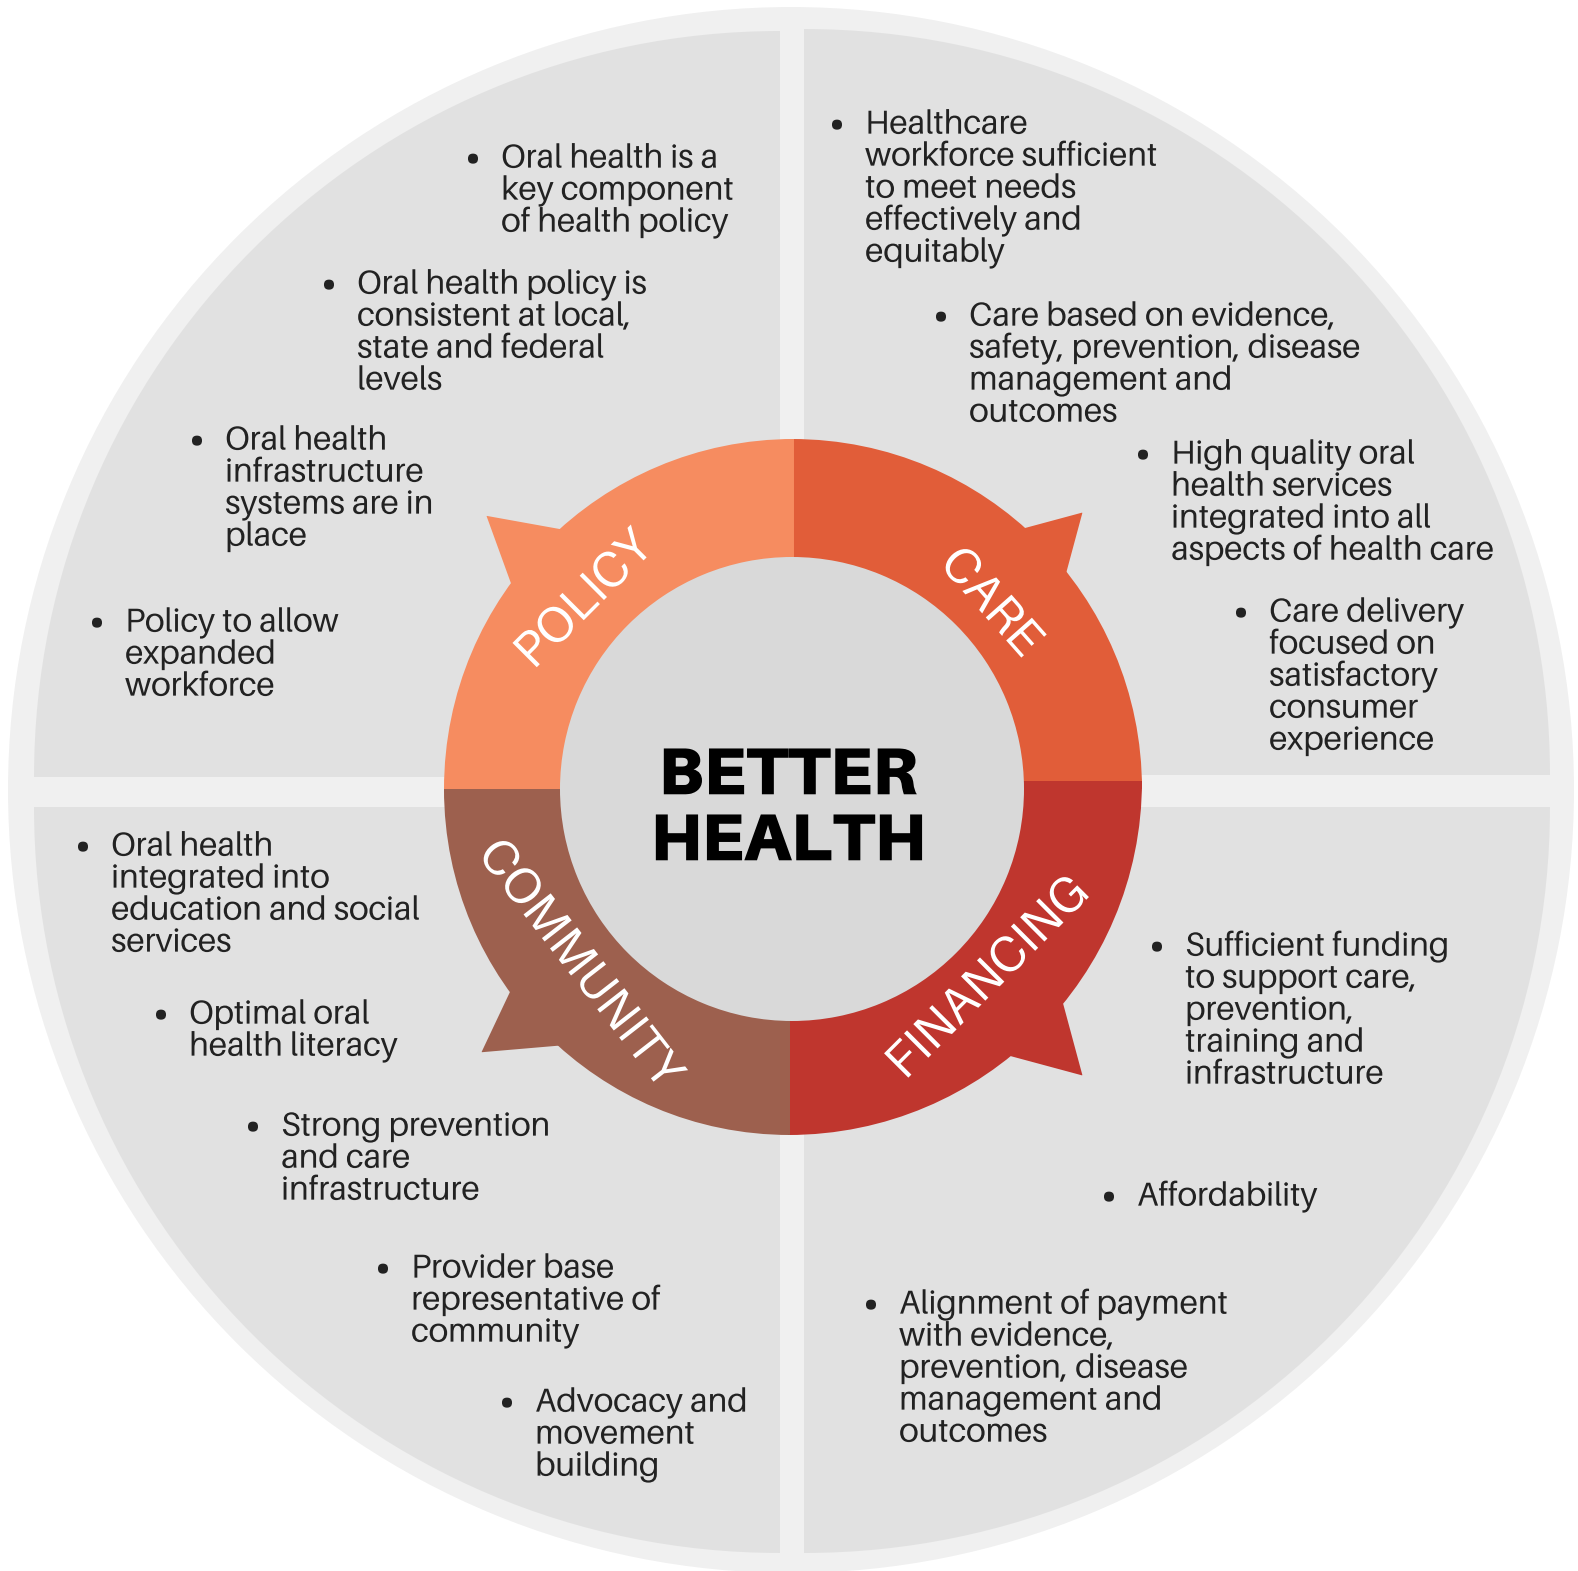 • Oral health is a
key component
of health policy
• Oral health policy is
consistent at local,
state and federal
levels
• Oral health
infrastructure
systems are in
place
• Policy to allow
expanded
workforce
• Healthcare
workforce sufficient
to meet needs
effectively and
equitably
• Care based on evidence,
safety, prevention, disease
management and
outcomes
• High quality oral
health services
integrated into all
aspects of health care
• Care delivery
focused on
satisfactory
consumer
experience
POLICY
CARE
BETTER
HEALTH
COMMUNITY
FINANCING
• Oral health
integrated into
education and social
services
• Optimal oral
health literacy
• Strong prevention
and care
infrastructure
• Provider base
representative of
community
• Advocacy and
movement
building
• Sufficient funding
to support care,
prevention,
training and
infrastructure
• Affordability
• Alignment of payment
with evidence,
prevention, disease
management and
outcomes